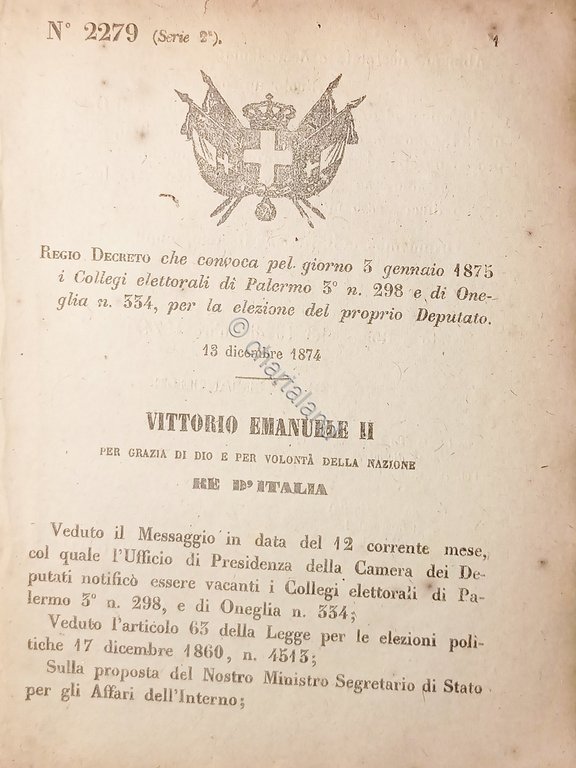 N° 2279 (Serie 2ª).
1
REGIO DECRETO che convoca pel giorno 3 gennaio 1875
i Collegi elettorali di Palermo 3° n. 298 e di One-
glia n. 334, per la elezione del proprio Deputato.
13 dicembre 1874
© chartaland
VITTORIO EMANUELE II
PER GRAZIA DI DIO E PER VOLONTÀ DELLA NAZIONE
RE D'ITALIA
Veduto il Messaggio in data del 12 corrente mese,
col quale l'Ufficio di Presidenza della Camera dei De-
putati notificò essere vacanti i Collegi elettorali di Pa-
lermo 3° n. 298, e di Oneglia n. 334;
Veduto l'articolo 63 della Legge per le elezioni poli-
tiche 17 dicembre 1860, n. 4513;
Sulla proposta del Nostro Ministro Segretario di Stato
per gli Affari dell'Interno;